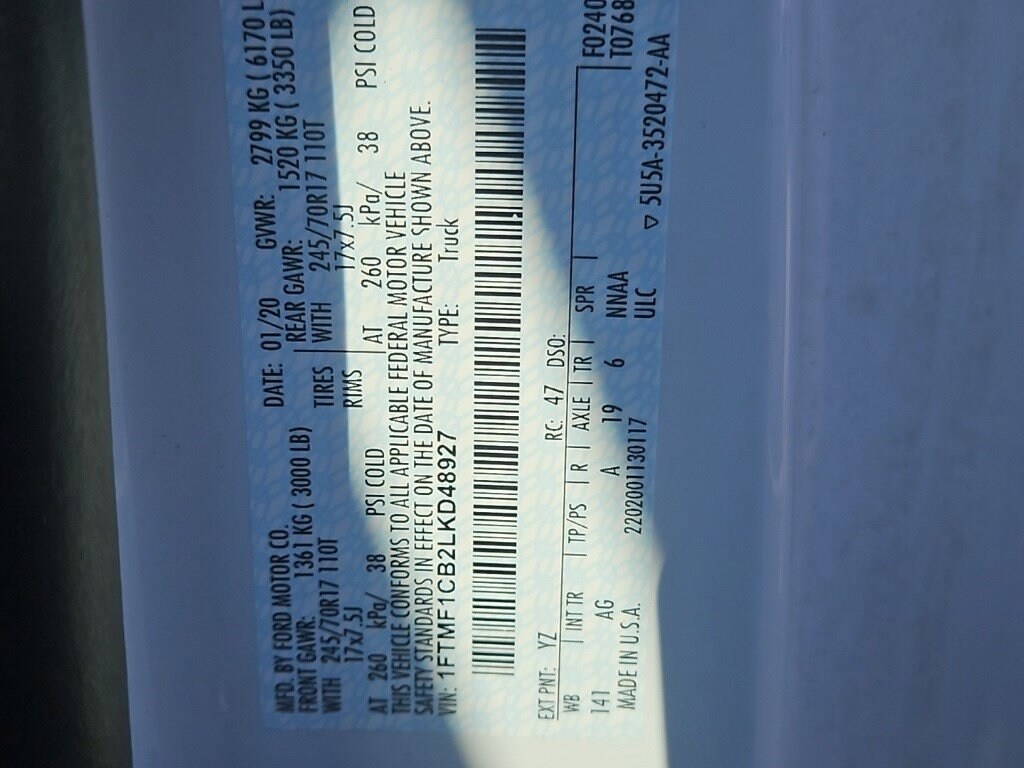 MFD. BY FORD MOTOR CO. DATE: 01/20 GVWR: 2799 KG ( 6170 L
FRONT GAWR: 1361 KG ( 3000 LB) REAR GAWR: 1520 KG ( 3350 LB)
WITH 245/70R17 110T TIRES WITH 245/70R17 110T
17x7.5J RIMS 17x7.5J
AT 260 kPa/ 38 PSI COLD AT 260 kPa/ 38 PSI COLD
THIS VEHICLE CONFORMS TO ALL APPLICABLE FEDERAL MOTOR VEHICLE
SAFETY STANDARDS IN EFFECT ON THE DATE OF MANUFACTURE SHOWN ABOVE.
VIN: 1FTMF1CB2LKD48927 TYPE: Truck
EXT PNT: YZ RC: 47 DSO:
WB | INT TR | TP/PS | R | AXLE | TR | SPR | F0240
141 AG A 19 6 NNAA T0768
MADE IN U.S.A. 2202001130117 ULC ▽ 5U5A-3520472-AA